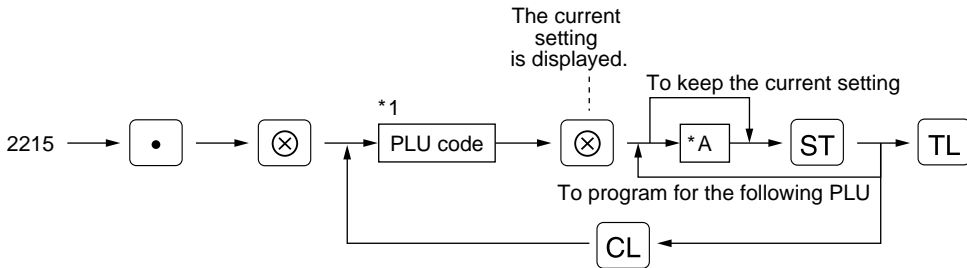 The current
setting
is displayed.
To keep the current setting
*1
2215
•
⊗
PLU code
⊗
*A
ST
TL
To program for the following PLU
CL